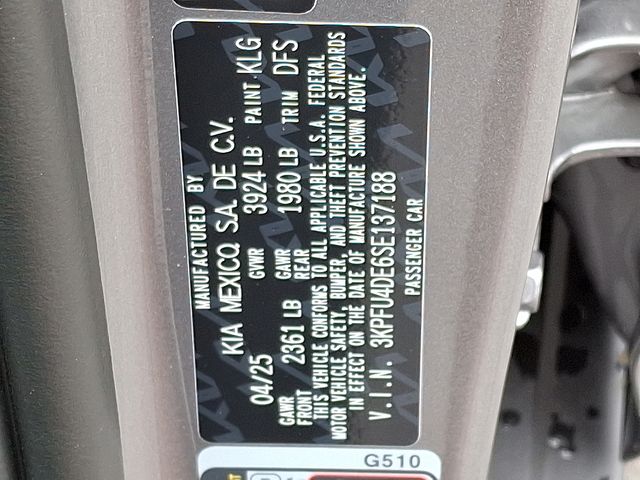 MANUFACTURED BY
KIA MEXICO, S.A. DE C.V.
04/25 GVWR 3924 LB PAINT KLG
GAWR FRONT 2361 LB GAWR REAR 1980 LB TRIM DFS
THIS VEHICLE CONFORMS TO ALL APPLICABLE U.S.A. FEDERAL
MOTOR VEHICLE SAFETY, BUMPER, AND THEFT PREVENTION STANDARDS
IN EFFECT ON THE DATE OF MANUFACTURE SHOWN ABOVE.
V.I.N. 3KPFU4DE6SE137188
PASSENGER CAR
G510